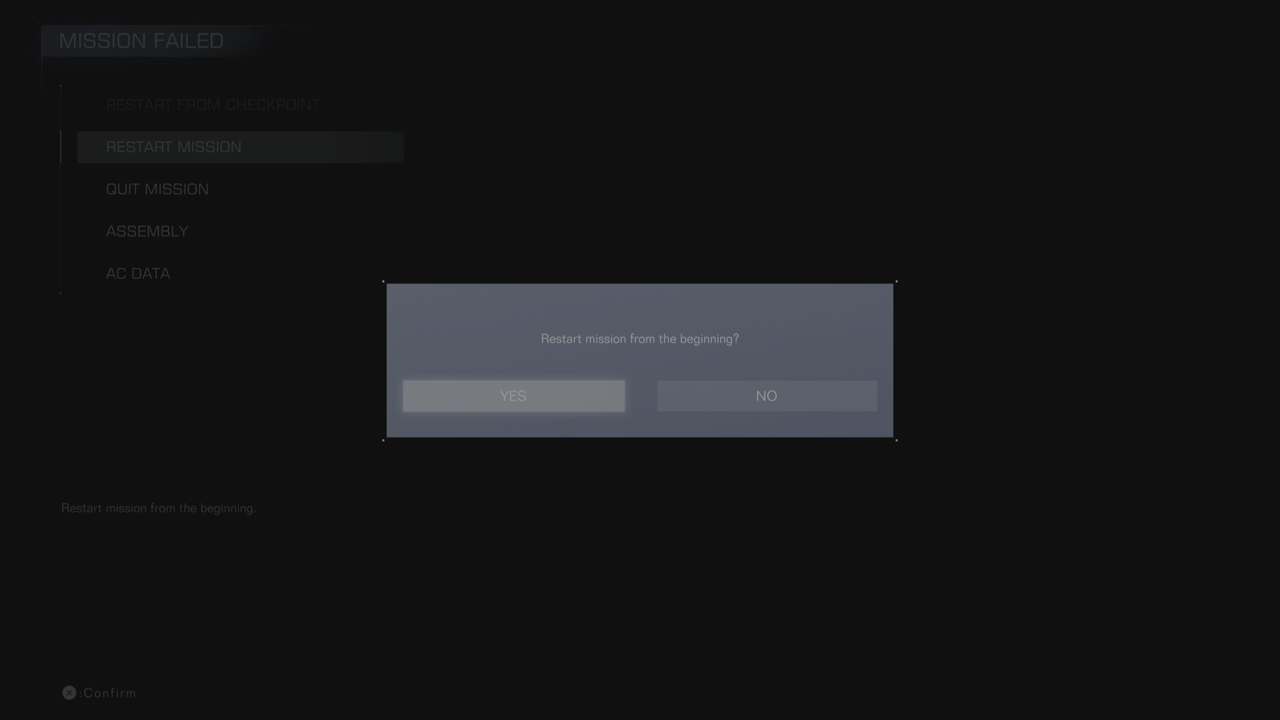 MISSION FAILED
RESTART FROM CHECKPOINT
RESTART MISSION
QUIT MISSION
ASSEMBLY
AC DATA
Restart mission from the beginning?
YES NO
Restart mission from the beginning.
:Confirm